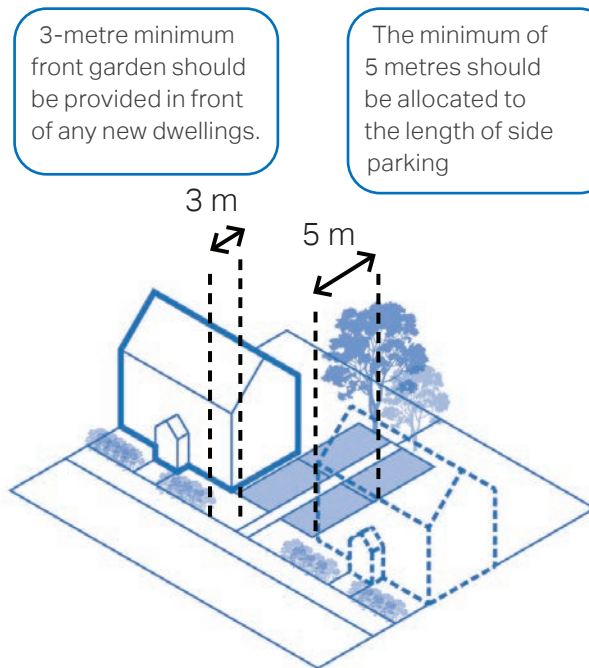 3-metre minimum
front garden should
be provided in front
of any new dwellings.
The minimum of
5 metres should
be allocated to
the length of side
parking
3 m
5 m